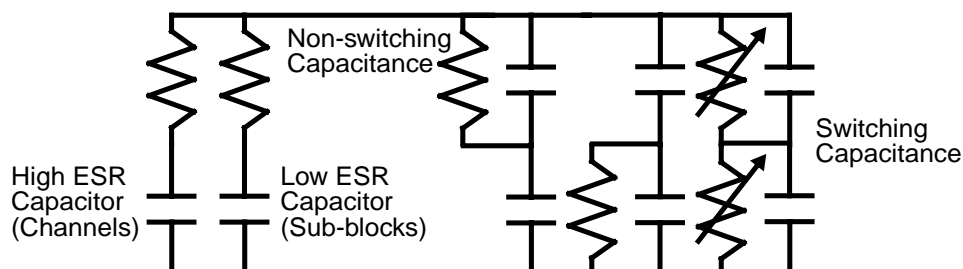 Non-switching
Capacitance
High ESR
Capacitor
(Channels)
Low ESR
Capacitor
(Sub-blocks)
Switching
Capacitance